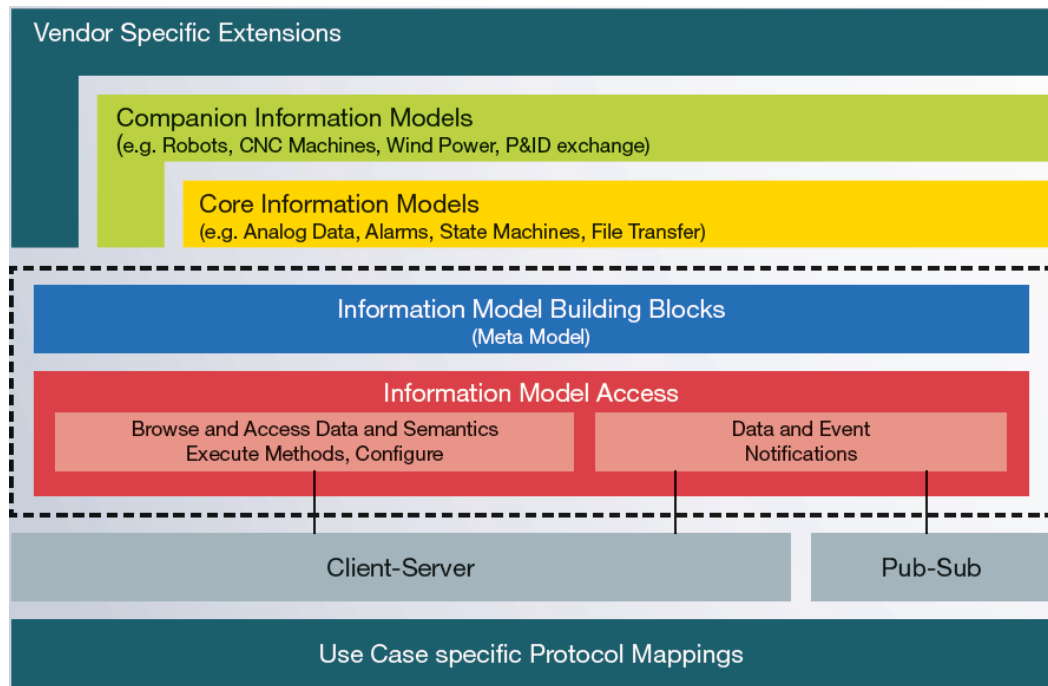 Vendor Specific Extensions
Companion Information Models
(e.g. Robots, CNC Machines, Wind Power, P&ID exchange)
Core Information Models
(e.g. Analog Data, Alarms, State Machines, File Transfer)
Information Model Building Blocks
(Meta Model)
Information Model Access
Browse and Access Data and Semantics
Execute Methods, Configure
Data and Event
Notifications
Client-Server
Pub-Sub
Use Case specific Protocol Mappings